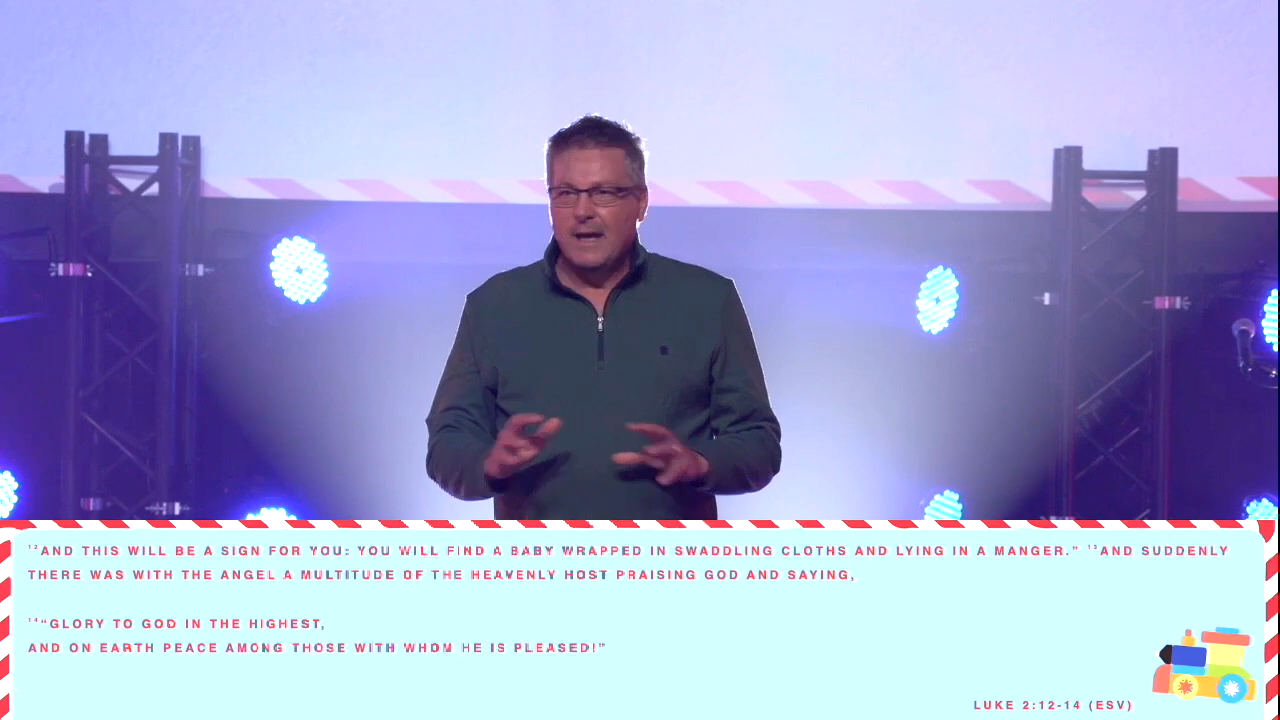 ¹²AND THIS WILL BE A SIGN FOR YOU: YOU WILL FIND A BABY WRAPPED IN SWADDLING CLOTHS AND LYING IN A MANGER.” ¹³AND SUDDENLY
THERE WAS WITH THE ANGEL A MULTITUDE OF THE HEAVENLY HOST PRAISING GOD AND SAYING,
¹⁴“GLORY TO GOD IN THE HIGHEST,
AND ON EARTH PEACE AMONG THOSE WITH WHOM HE IS PLEASED!”
LUKE 2:12-14 (ESV)